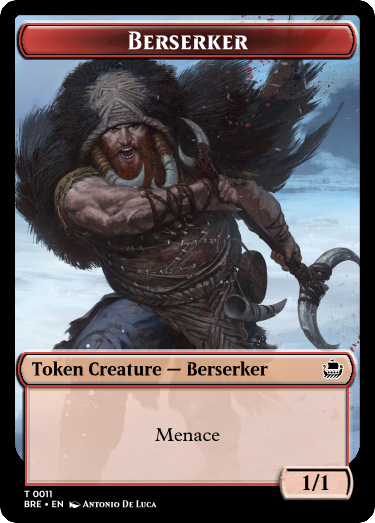 Berserker
Token Creature — Berserker
Menace
1/1
T 0011
BRE • EN Antonio De Luca